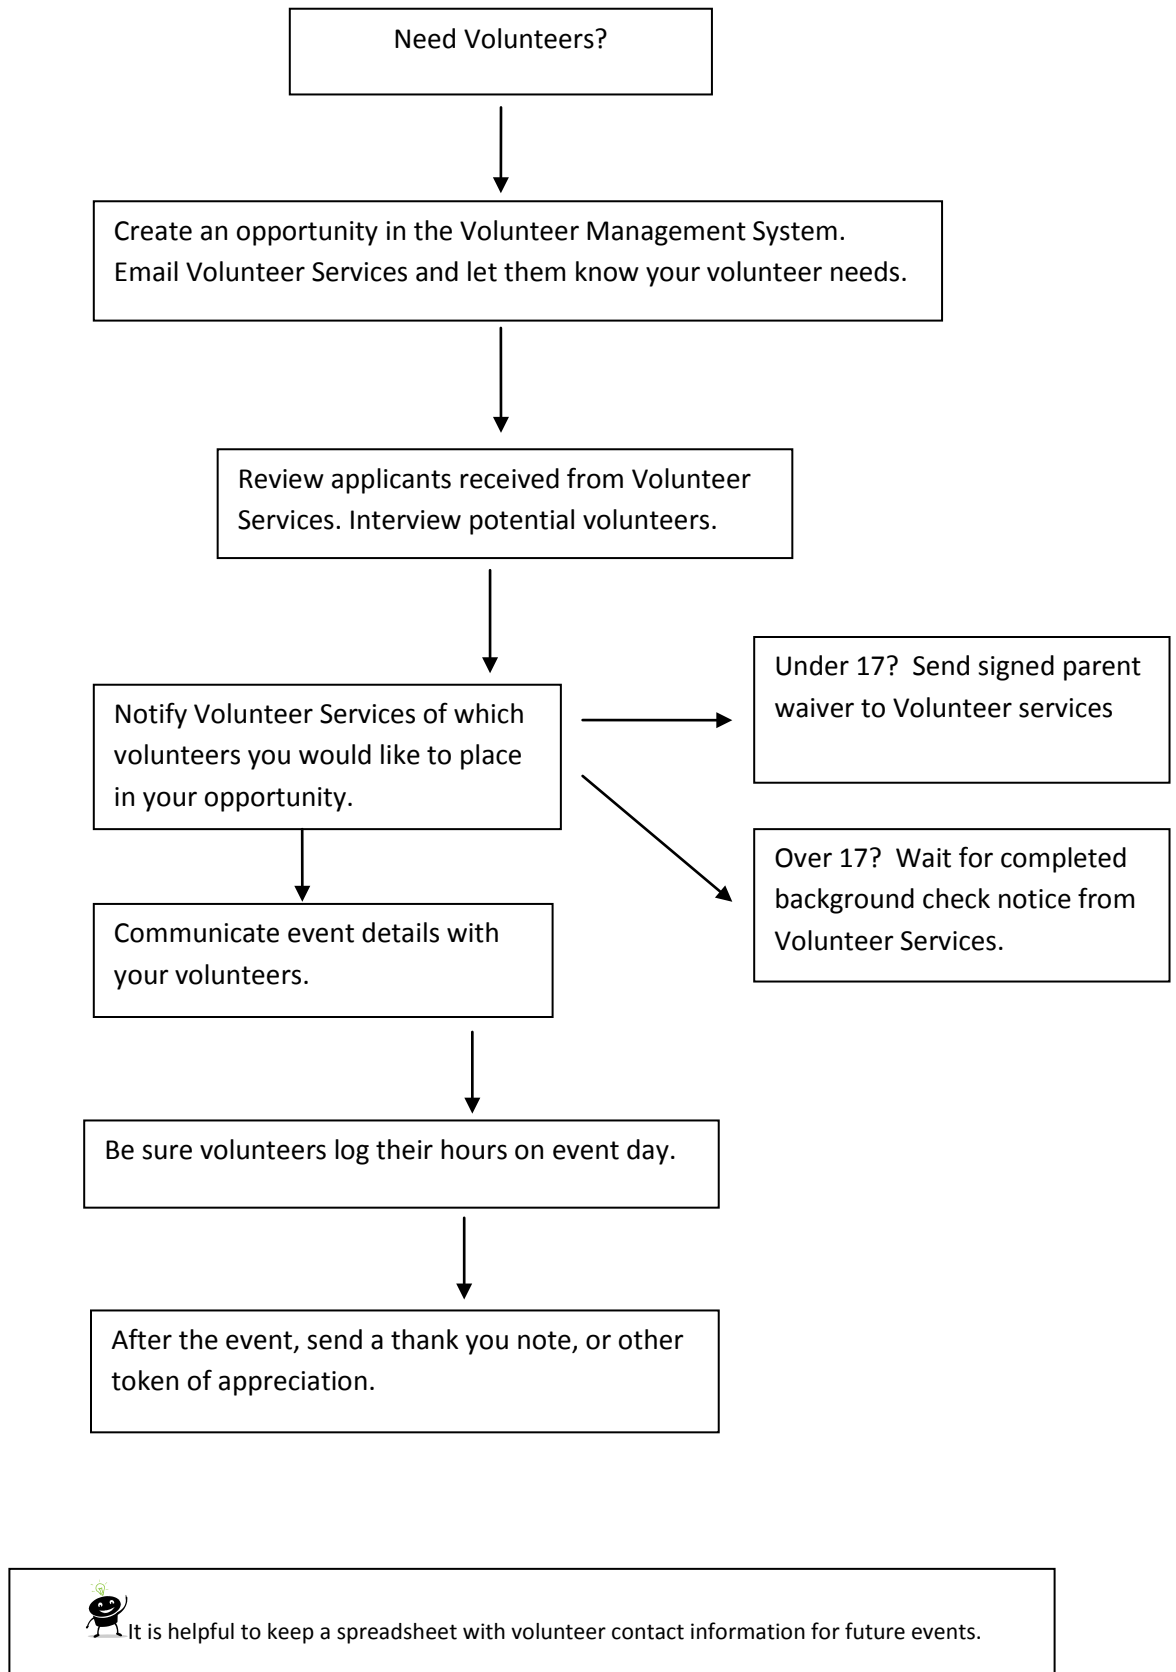 Need Volunteers?
Create an opportunity in the Volunteer Management System.
Email Volunteer Services and let them know your volunteer needs.
Review applicants received from Volunteer
Services. Interview potential volunteers.
Under 17?  Send signed parent
waiver to Volunteer services
Notify Volunteer Services of which
volunteers you would like to place
in your opportunity.
Over 17?  Wait for completed
background check notice from
Volunteer Services.
Communicate event details with
your volunteers.
Be sure volunteers log their hours on event day.
After the event, send a thank you note, or other
token of appreciation.
It is helpful to keep a spreadsheet with volunteer contact information for future events.